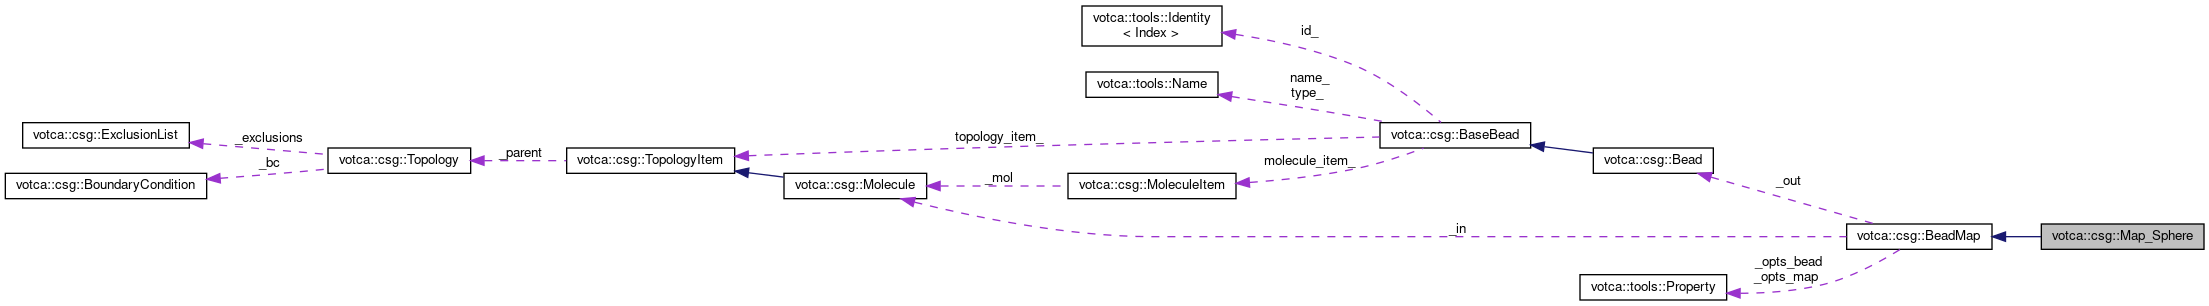 votca::tools::Identity
< Index >
id_
votca::tools::Name
name_
type_
votca::csg::ExclusionList
_exclusions
votca::csg::BaseBead
topology_item_
votca::csg::Topology
_parent
votca::csg::TopologyItem
votca::csg::Bead
_bc
molecule_item_
votca::csg::BoundaryCondition
votca::csg::Molecule
_mol
votca::csg::MoleculeItem
_out
_in
votca::csg::BeadMap
votca::csg::Map_Sphere
_opts_bead
_opts_map
votca::tools::Property